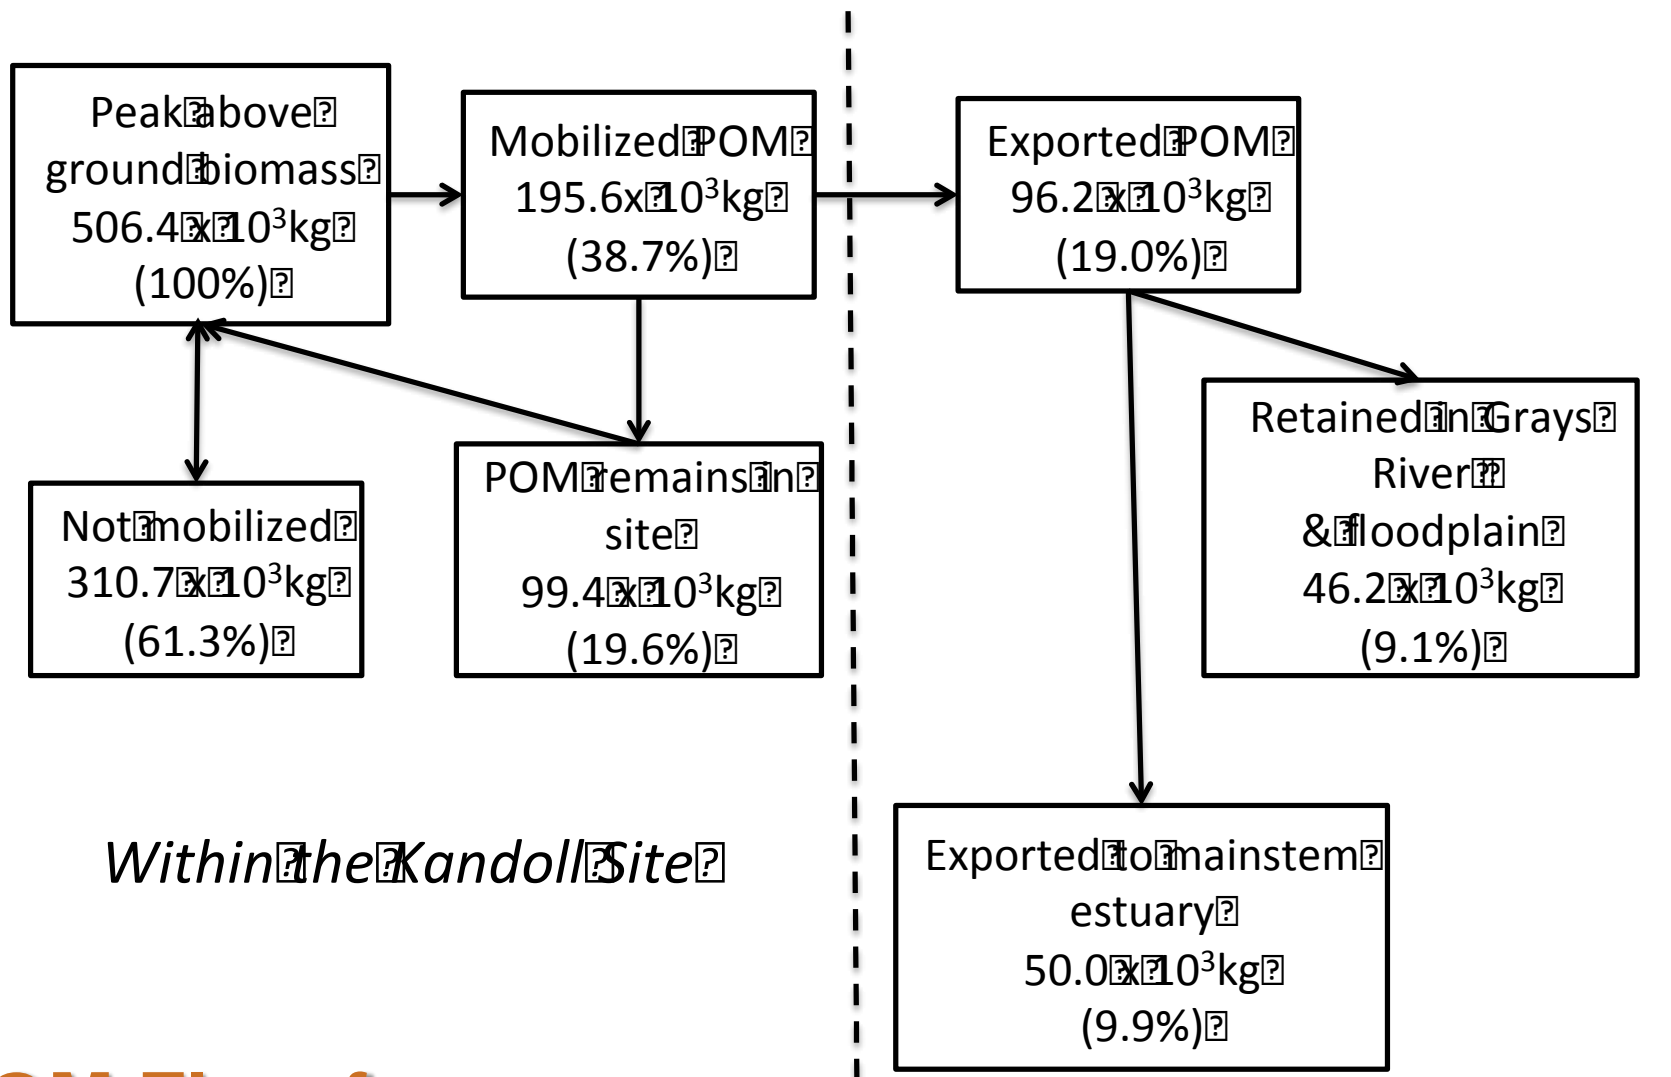 Peak above
ground biomass
506.4 x 10³kg
(100%)
Mobilized POM
195.6x 10³kg
(38.7%)
Exported POM
96.2 x 10³kg
(19.0%)
Not mobilized
310.7 x 10³kg
(61.3%)
POM remains in
site
99.4 x 10³kg
(19.6%)
Retained in Grays
River
& floodplain
46.2 x 10³kg
(9.1%)
Within the Kandoll Site
Exported to mainstem
estuary
50.0 x 10³kg
(9.9%)